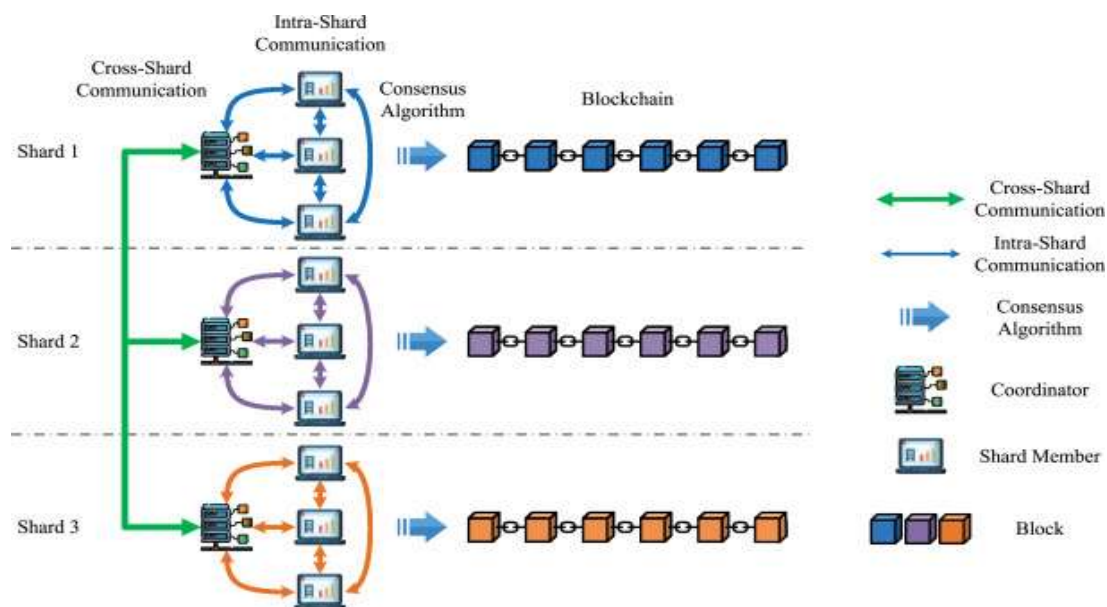 Intra-Shard
Communication
Cross-Shard
Communication
Consensus
Algorithm
Blockchain
Shard 1
Shard 2
Shard 3
Cross-Shard
Communication
Intra-Shard
Communication
Consensus
Algorithm
Coordinator
Shard Member
Block